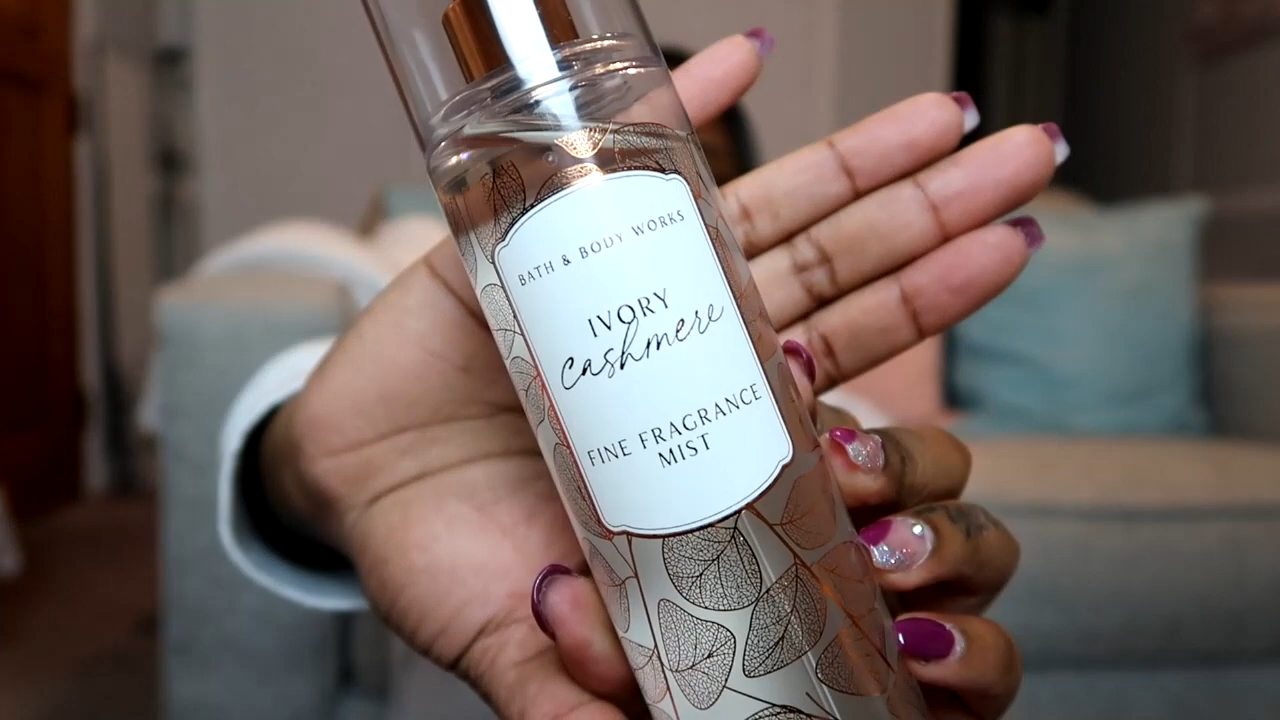 BATH & BODY WORKS
IVORY
cashmere
FINE FRAGRANCE
MIST